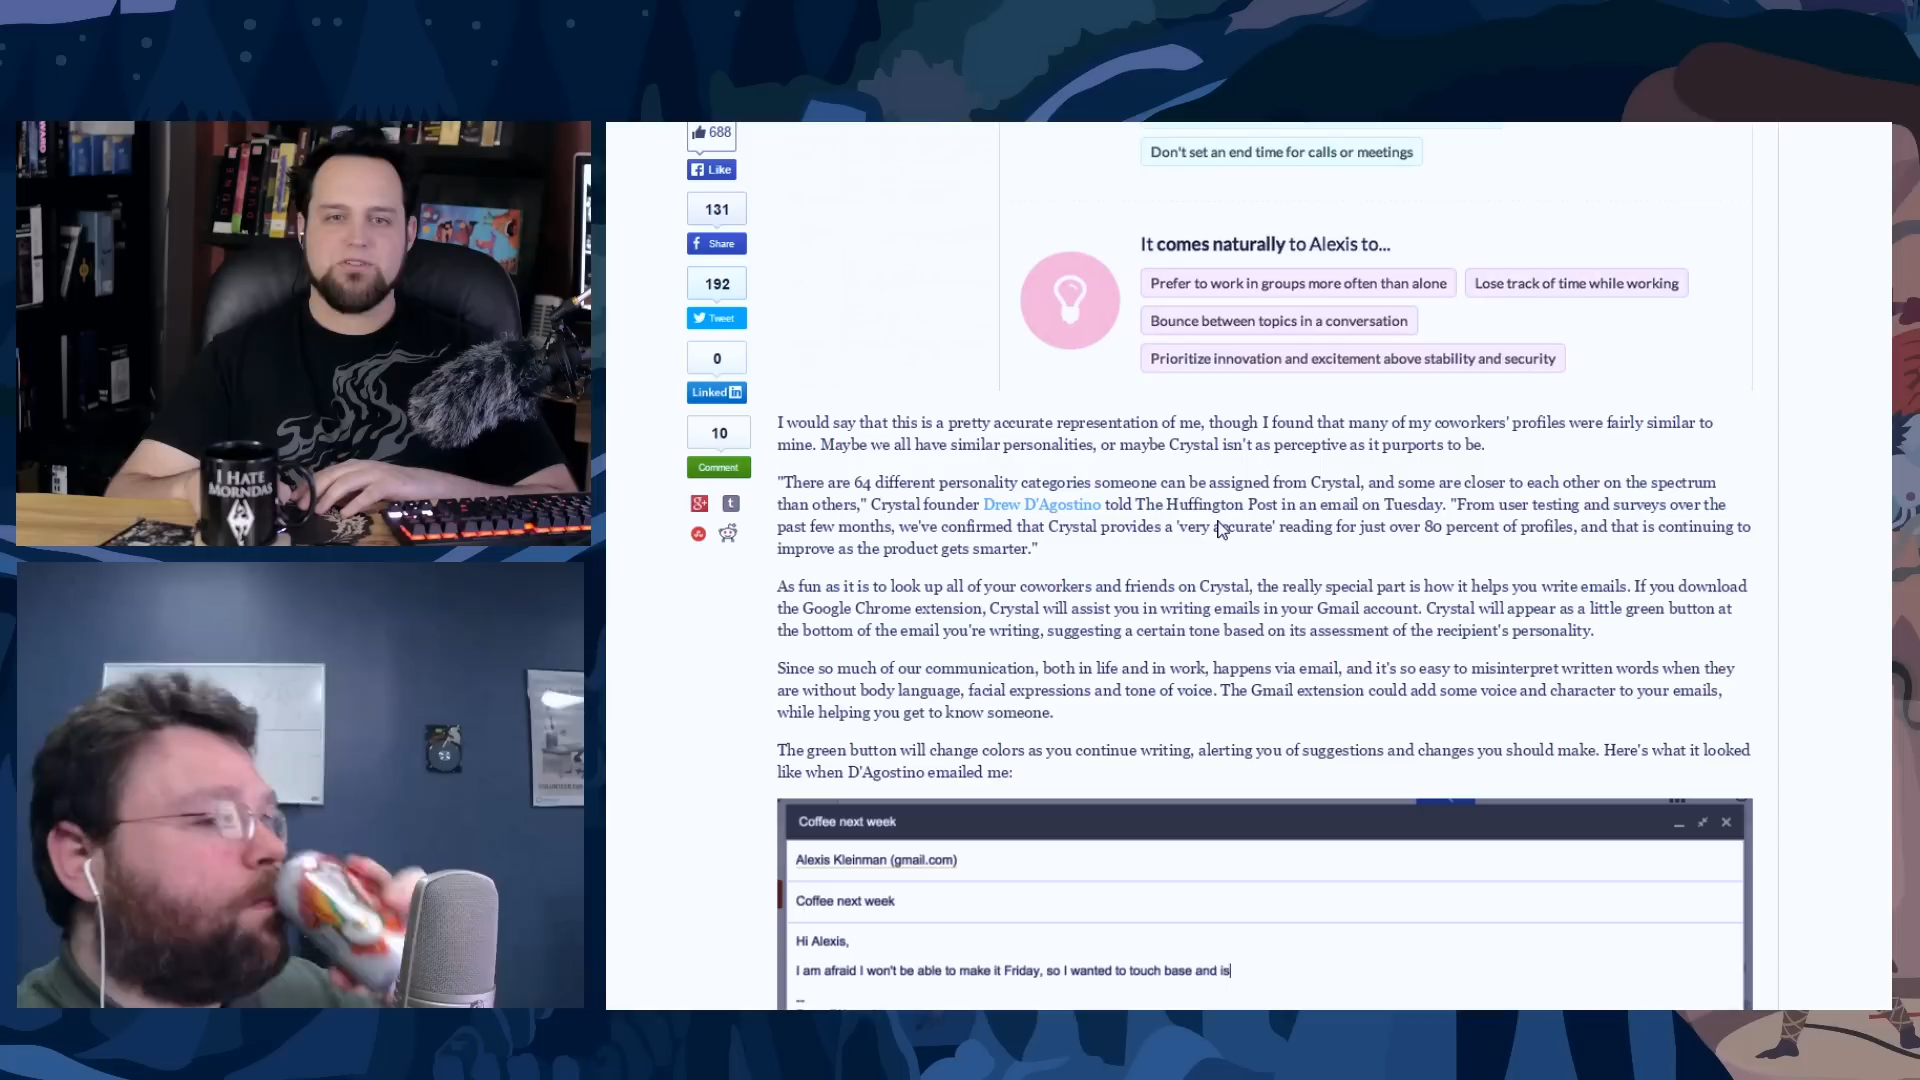 DUNE
DUNE
I HATE
MORNDAS
688
Like
131
Share
192
Tweet
0
Linked in
10
Comment
Don't set an end time for calls or meetings
It comes naturally to Alexis to...
Prefer to work in groups more often than alone
Lose track of time while working
Bounce between topics in a conversation
Prioritize innovation and excitement above stability and security
I would say that this is a pretty accurate representation of me, though I found that many of my coworkers' profiles were fairly similar to
mine. Maybe we all have similar personalities, or maybe Crystal isn't as perceptive as it purports to be.
"There are 64 different personality categories someone can be assigned from Crystal, and some are closer to each other on the spectrum
than others," Crystal founder Drew D'Agostino told The Huffington Post in an email on Tuesday. "From user testing and surveys over the
past few months, we've confirmed that Crystal provides a 'very accurate' reading for just over 80 percent of profiles, and that is continuing to
improve as the product gets smarter."
As fun as it is to look up all of your coworkers and friends on Crystal, the really special part is how it helps you write emails. If you download
the Google Chrome extension, Crystal will assist you in writing emails in your Gmail account. Crystal will appear as a little green button at
the bottom of the email you're writing, suggesting a certain tone based on its assessment of the recipient's personality.
Since so much of our communication, both in life and in work, happens via email, and it's so easy to misinterpret written words when they
are without body language, facial expressions and tone of voice. The Gmail extension could add some voice and character to your emails,
while helping you get to know someone.
The green button will change colors as you continue writing, alerting you of suggestions and changes you should make. Here's what it looked
like when D'Agostino emailed me:
Coffee next week
Alexis Kleinman (gmail.com)
Coffee next week
Hi Alexis,
I am afraid I won't be able to make it Friday, so I wanted to touch base and is
--